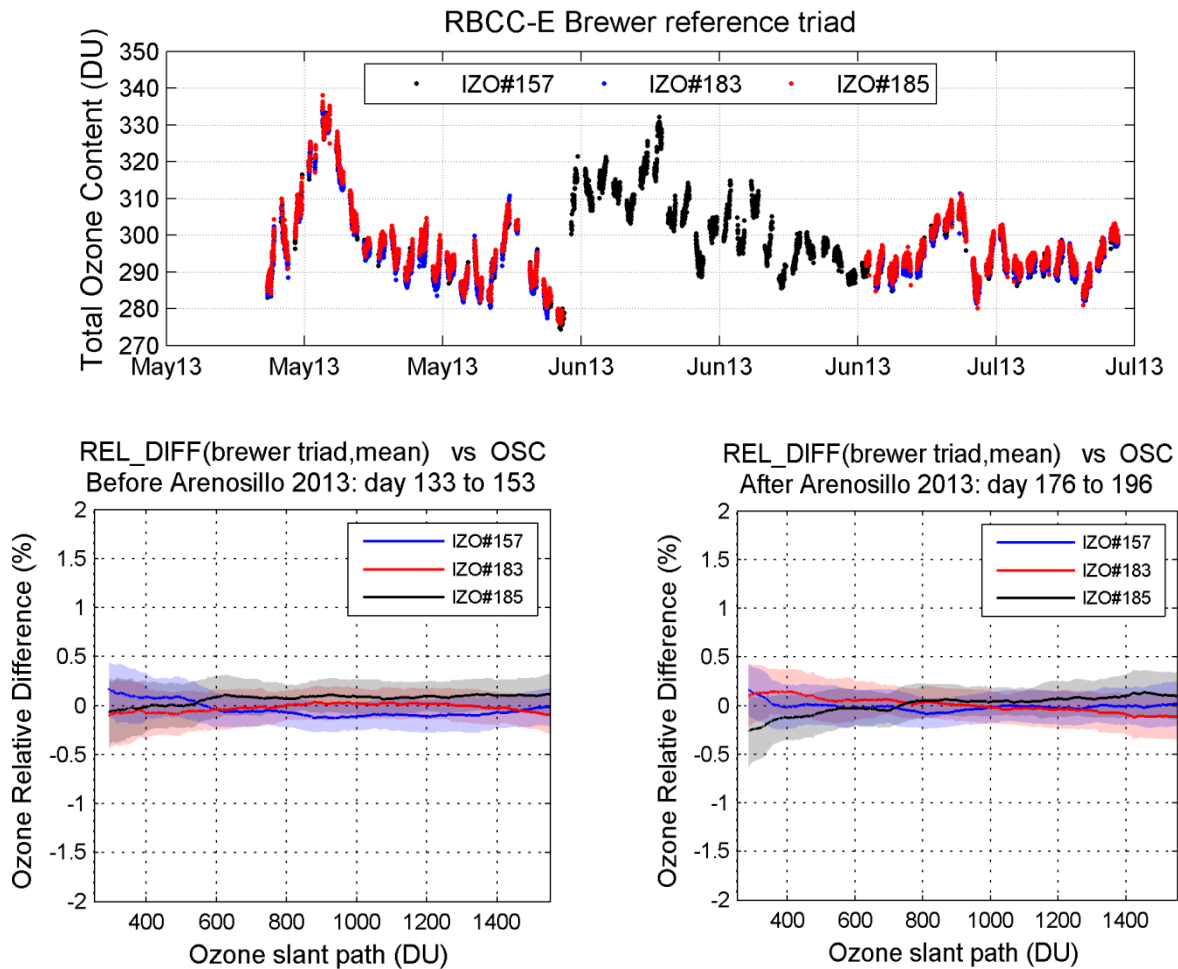 RBCC-E Brewer reference triad
Total Ozone Content (DU)
350
340
330
320
310
300
290
280
270
IZO#157 IZO#183 IZO#185
May13 May13 May13 Jun13 Jun13 Jun13 Jul13 Jul13
REL_DIFF(brewer triad,mean) vs OSC
Before Arenosillo 2013: day 133 to 153
Ozone Relative Difference (%)
2
1.5
1
0.5
0
-0.5
-1
-1.5
-2
IZO#157
IZO#183
IZO#185
400 600 800 1000 1200 1400
Ozone slant path (DU)
REL_DIFF(brewer triad,mean) vs OSC
After Arenosillo 2013: day 176 to 196
Ozone Relative Difference (%)
2
1.5
1
0.5
0
-0.5
-1
-1.5
-2
IZO#157
IZO#183
IZO#185
400 600 800 1000 1200 1400
Ozone slant path (DU)